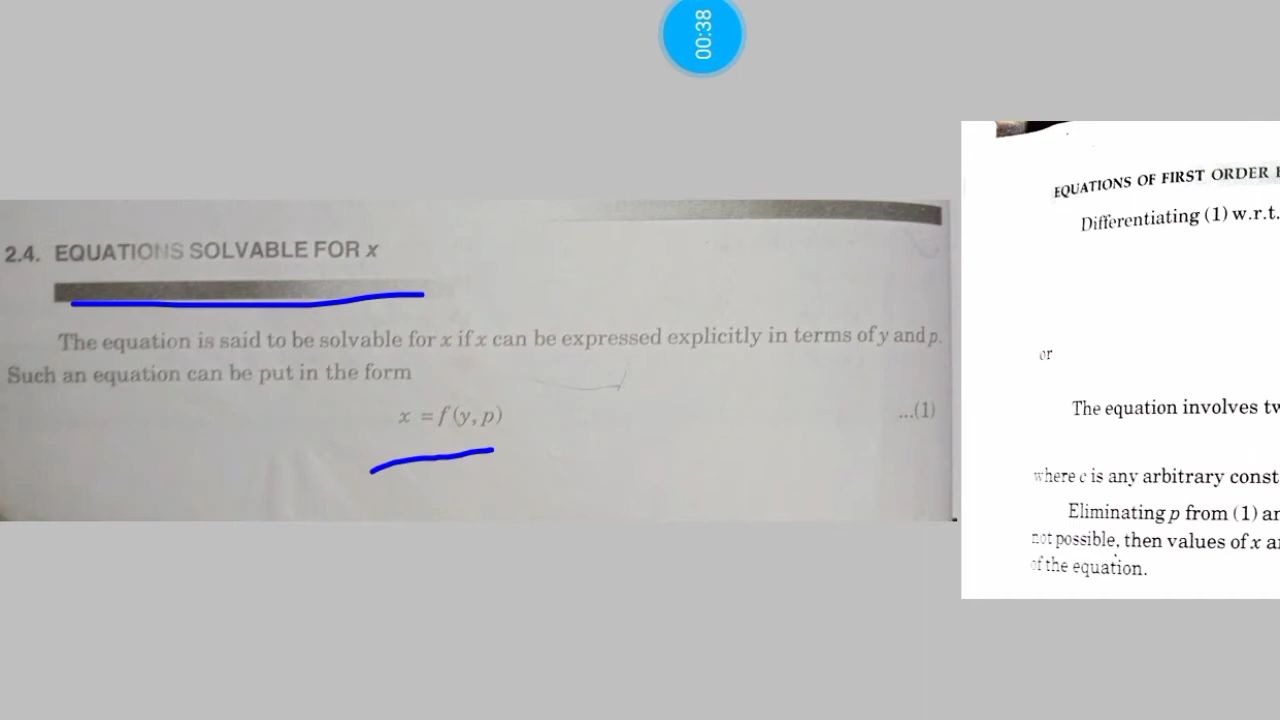 00:38
2.4. EQUATIONS SOLVABLE FOR x
The equation is said to be solvable for x if x can be expressed explicitly in terms of y and p.
Such an equation can be put in the form
x = f(y, p) ...(1)
EQUATIONS OF FIRST ORDER
Differentiating (1) w.r.t.
or
The equation involves tw
where c is any arbitrary const
Eliminating p from (1) an
not possible, then values of x a
of the equation.